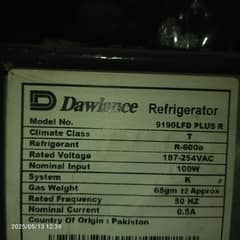 Dawlance Refrigerator
Model No. 9190LFD PLUS R
Climate Class T
Refrigerant R-600a
Rated Voltage 187-254VAC
Nominal Input 100W
System K
Gas Weight 65gm ±2 Approx
Rated Frequency 50 HZ
Nominal Current 0.5A
Country Of Origin : Pakistan
2025/05/13 12:34